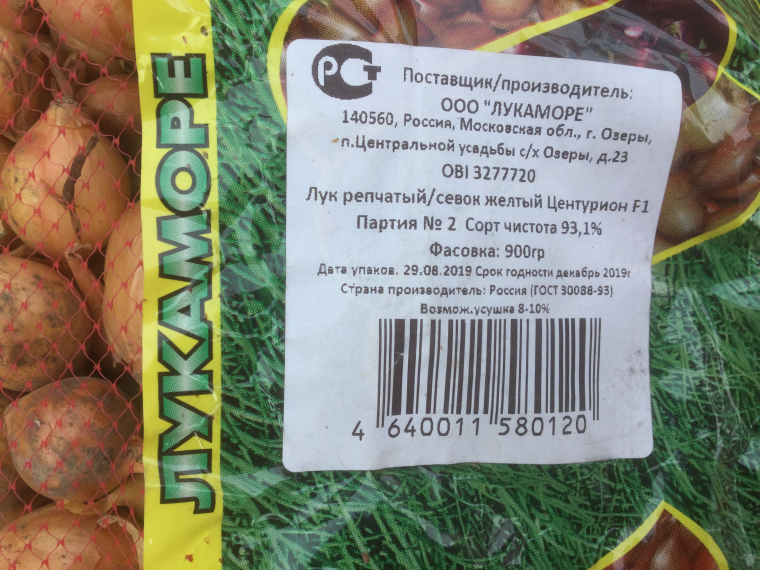 ЛУКАМОРЕ
РСТ
Поставщик/производитель:
ООО "ЛУКАМОРЕ"
140560, Россия, Московская обл., г. Озеры,
п.Центральной усадьбы с/х Озеры, д.23
ОВІ 3277720
Лук репчатый/севок желтый Центурион F1
Партия № 2 Сорт чистота 93,1%
Фасовка: 900гр
Дата упаков. 29.08.2019 Срок годности декабрь 2019г
Страна производитель: Россия (ГОСТ 30088-93)
Возмож.усушка 8-10%
4 640011 580120